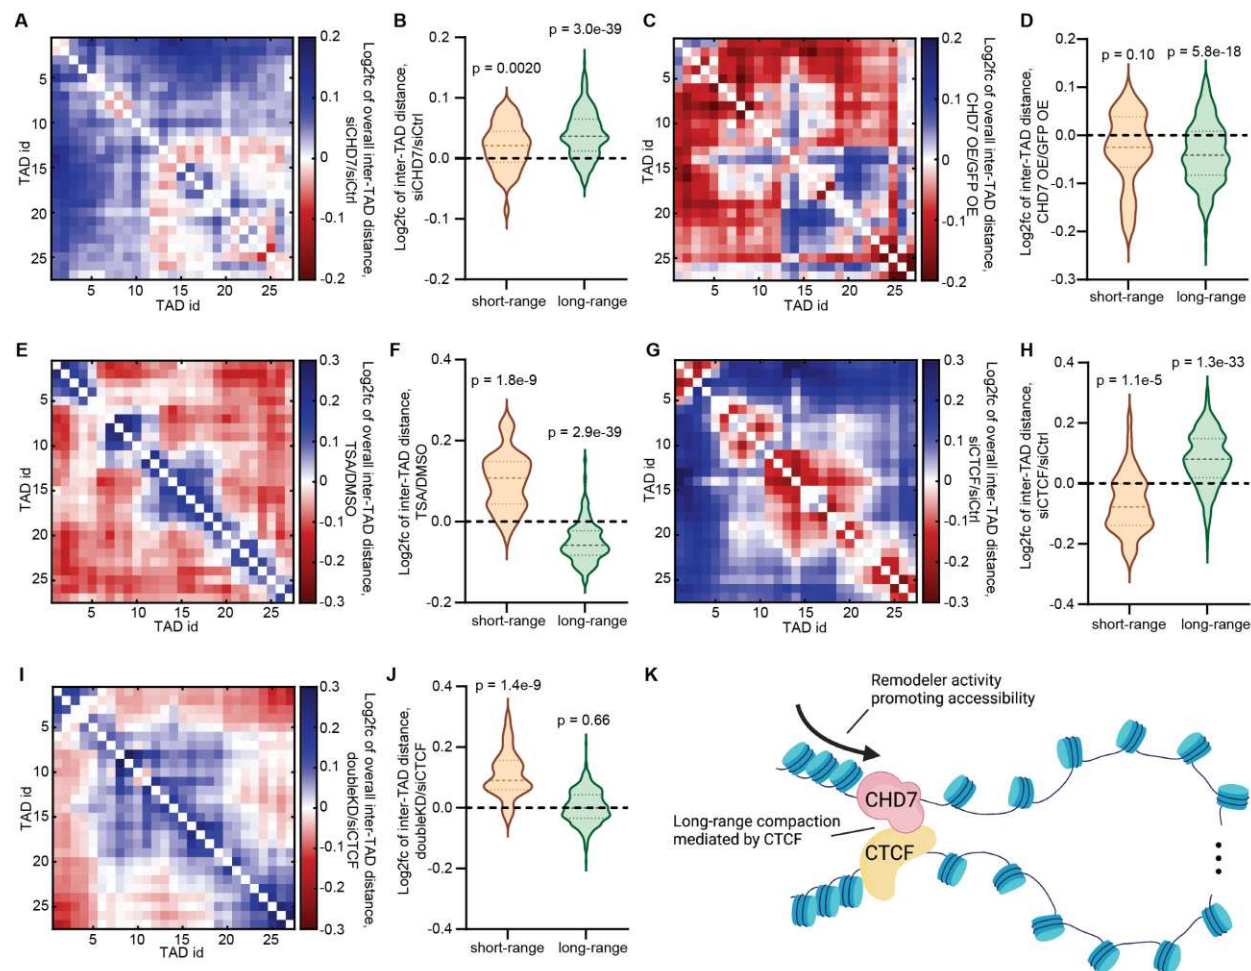 A
0.2
0.1
0
-0.1
-0.2
Log2fc of overall inter-TAD distance,
siCHD7/siCtrl
TAD id
5
10
15
20
25
5
10
15
20
25
TAD id
B
Log2fc of inter-TAD distance,
siCHD7/siCtrl
0.2
0.1
0.0
0.1
-0.2
p = 0.0020
p = 3.0e-39
short-range
long-range
C
0.2
0.1
0
-0.1
-0.2
Log2fc of overall inter-TAD distance,
CHD7 OE/GFP OE
TAD id
5
10
15
20
25
5
10
15
20
25
TAD id
D
Log2fc of inter-TAD distance,
CHD7 OE/GFP OE
0.2
0.1
0.0
-0.1
-0.2
-0.3
p = 0.10
p = 5.8e-18
short-range
long-range
E
0.3
0.2
0.1
0
-0.1
-0.2
-0.3
Log2fc of overall inter-TAD distance,
TSA/DMSO
TAD id
5
10
15
20
25
5
10
15
20
25
TAD id
F
Log2fc of inter-TAD distance,
TSA/DMSO
0.4
0.2
0.0
-0.2
p = 1.8e-9
p = 2.9e-39
short-range
long-range
G
0.3
0.2
0.1
0
-0.1
-0.2
-0.3
Log2fc of overall inter-TAD distance,
siCTCF/siCtrl
TAD id
5
10
15
20
25
5
10
15
20
25
TAD id
H
Log2fc of inter-TAD distance,
siCTCF/siCtrl
0.4
0.2
0.0
-0.2
-0.4
p = 1.1e-5
p = 1.3e-33
short-range
long-range
I
0.3
0.2
0.1
0
-0.1
-0.2
-0.3
Log2fc of overall inter-TAD distance,
doubleKD/siCTCF
TAD id
5
10
15
20
25
5
10
15
20
25
TAD id
J
Log2fc of inter-TAD distance,
doubleKD/siCTCF
0.4
0.2
0.0
-0.2
-0.4
p = 1.4e-9
p = 0.66
short-range
long-range
K
Remodeler activity
promoting accessibility
CHD7
Long-range compaction
mediated by CTCF
CTCF